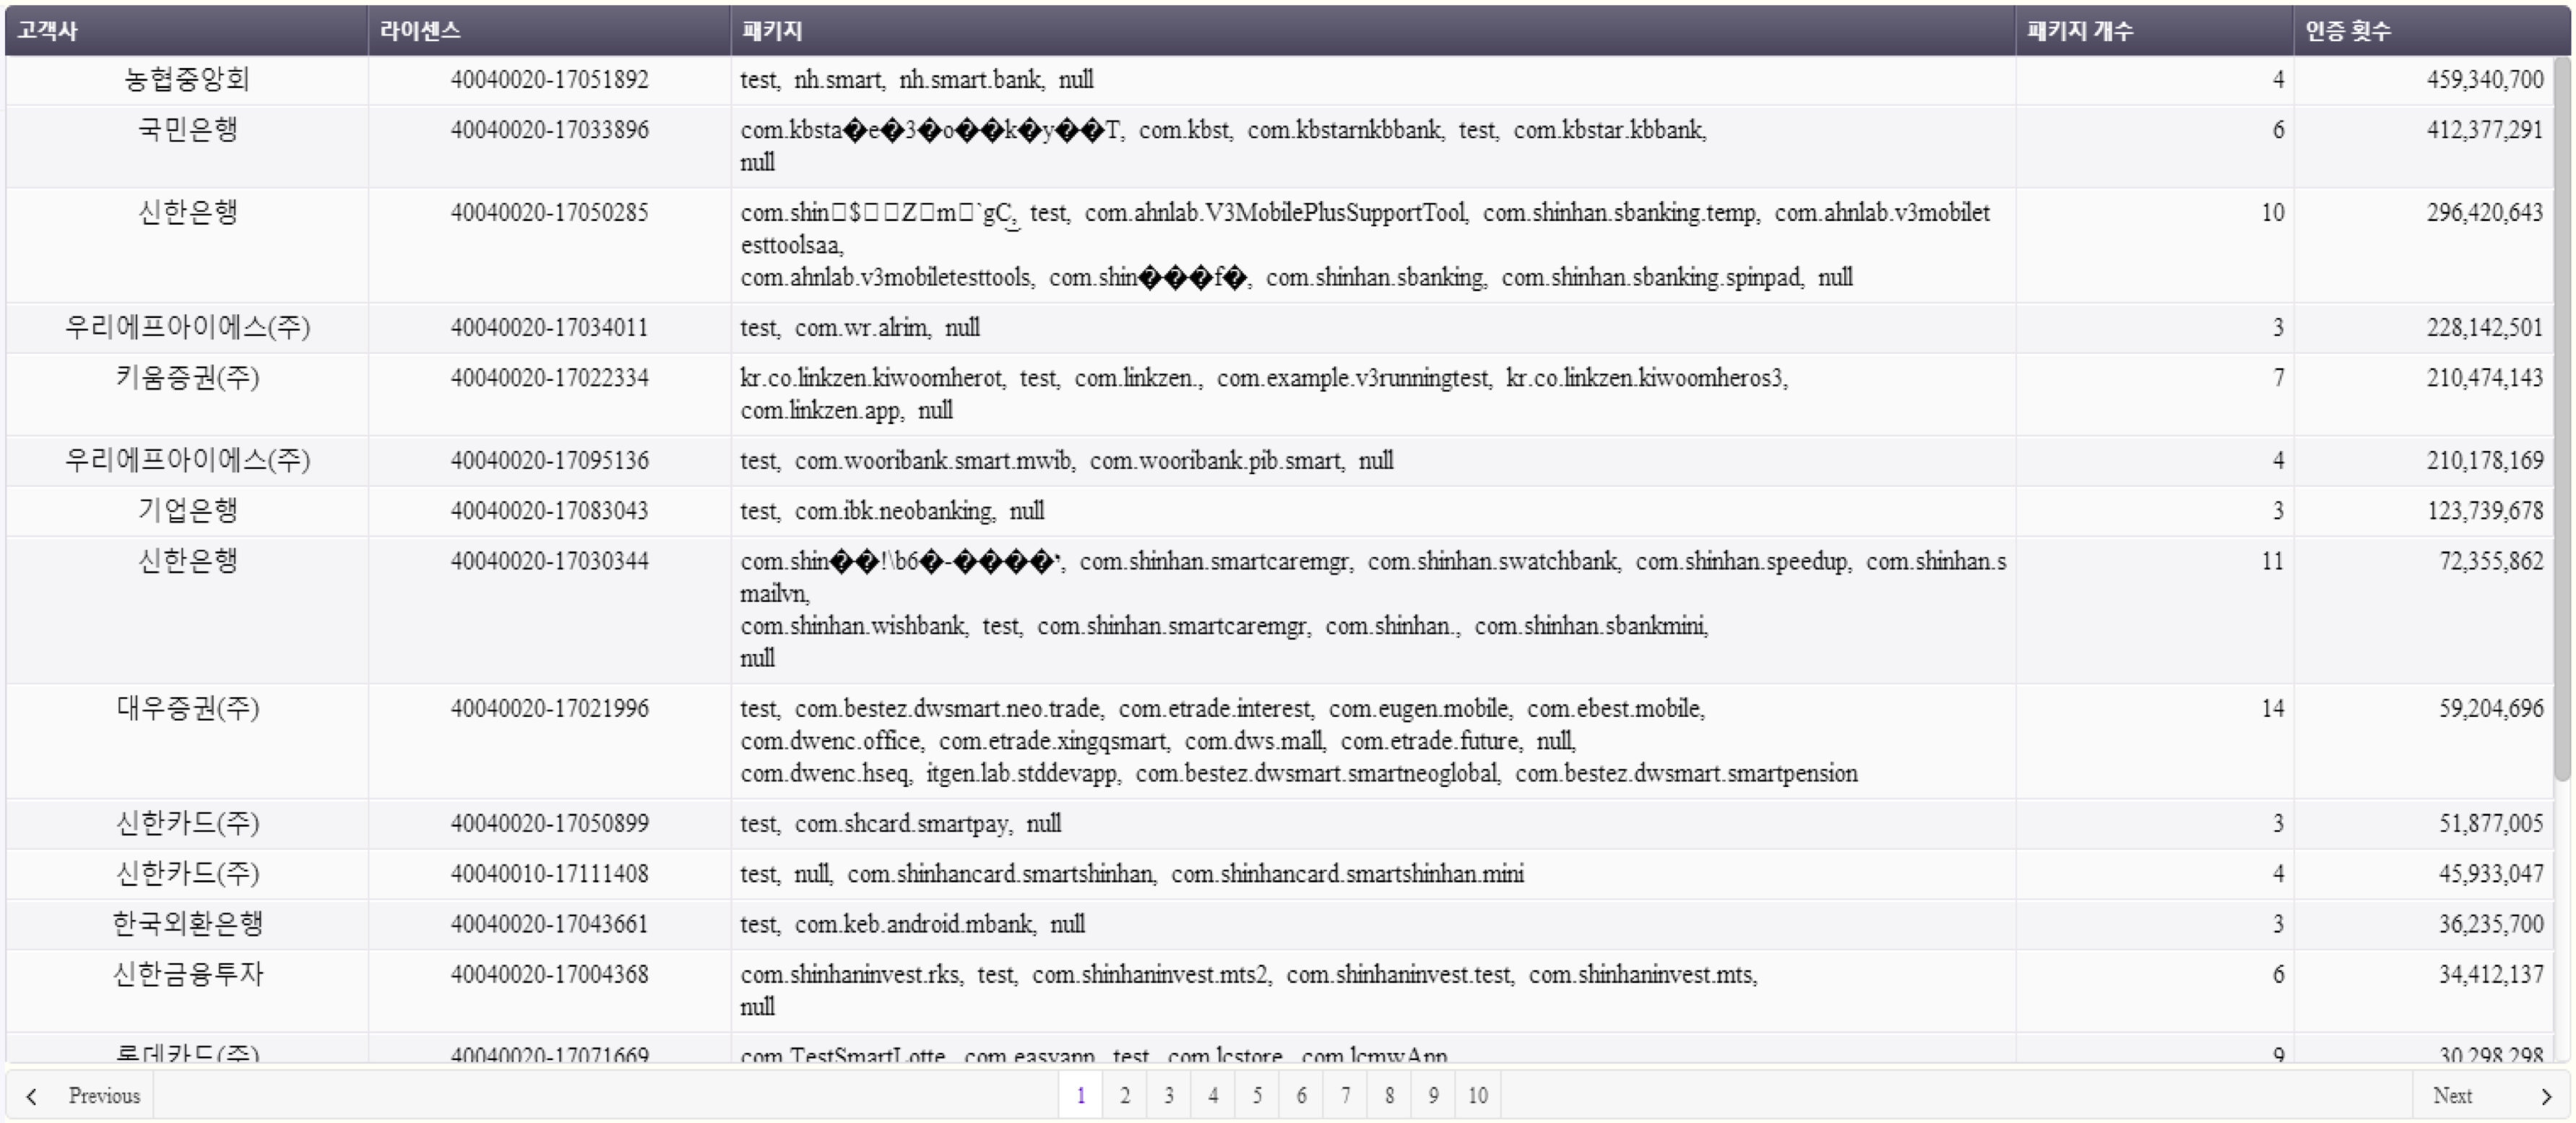 고객사 라이센스 패키지 패키지 개수 인증 횟수
농협중앙회 40040020-17051892 test, nh.smart, nh.smart.bank, null 4 459,340,700
국민은행 40040020-17033896 com.kbsta�e�3�o��k�y��T, com.kbst, com.kbstarnkbbank, test, com.kbstar.kbbank, 6 412,377,291
null
신한은행 40040020-17050285 com.shin□$□□Z□m□`gC, test, com.ahnlab.V3MobilePlusSupportTool, com.shinhan.sbanking.temp, com.ahnlab.v3mobilet 10 296,420,643
esttoolsaa,
com.ahnlab.v3mobiletesttools, com.shin���f�, com.shinhan.sbanking, com.shinhan.sbanking.spinpad, null
우리에프아이에스(주) 40040020-17034011 test, com.wr.alrim, null 3 228,142,501
키움증권(주) 40040020-17022334 kr.co.linkzen.kiwoomherot, test, com.linkzen., com.example.v3runningtest, kr.co.linkzen.kiwoomheros3, 7 210,474,143
com.linkzen.app, null
우리에프아이에스(주) 40040020-17095136 test, com.wooribank.smart.mwib, com.wooribank.pib.smart, null 4 210,178,169
기업은행 40040020-17083043 test, com.ibk.neobanking, null 3 123,739,678
신한은행 40040020-17030344 com.shin��!\b6�-����', com.shinhan.smartcaremgr, com.shinhan.swatchbank, com.shinhan.speedup, com.shinhan.s 11 72,355,862
mailvn,
com.shinhan.wishbank, test, com.shinhan.smartcaremgr, com.shinhan., com.shinhan.sbankmini,
null
대우증권(주) 40040020-17021996 test, com.bestez.dwsmart.neo.trade, com.etrade.interest, com.eugen.mobile, com.ebest.mobile, 14 59,204,696
com.dwenc.office, com.etrade.xingqsmart, com.dws.mall, com.etrade.future, null,
com.dwenc.hseq, itgen.lab.stddevapp, com.bestez.dwsmart.smartneoglobal, com.bestez.dwsmart.smartpension
신한카드(주) 40040020-17050899 test, com.shcard.smartpay, null 3 51,877,005
신한카드(주) 40040010-17111408 test, null, com.shinhancard.smartshinhan, com.shinhancard.smartshinhan.mini 4 45,933,047
한국외환은행 40040020-17043661 test, com.keb.android.mbank, null 3 36,235,700
신한금융투자 40040020-17004368 com.shinhaninvest.rks, test, com.shinhaninvest.mts2, com.shinhaninvest.test, com.shinhaninvest.mts, 6 34,412,137
null
롯데카드(주) 40040020-17071669 com.TestSmartLotte, com.easyapp, test, com.lcstore, com.lcmwApp 9 30,298,298
Previous 1 2 3 4 5 6 7 8 9 10 Next